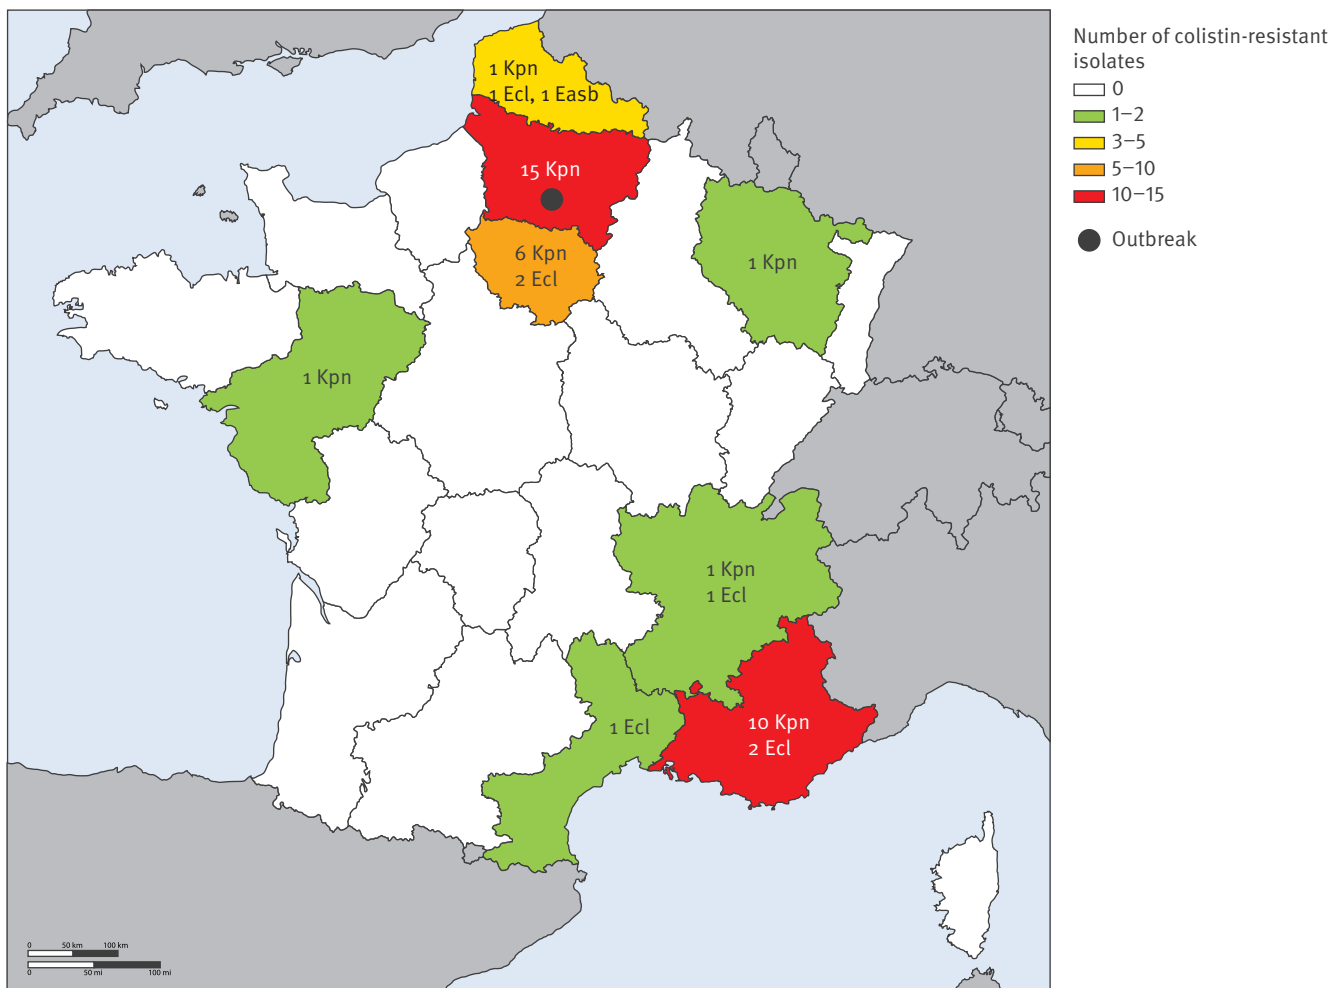 1 Kpn
1 Ecl, 1 Easb
15 Kpn
6 Kpn
2 Ecl
1 Kpn
1 Kpn
1 Kpn
1 Ecl
1 Ecl
10 Kpn
2 Ecl
0 50 km 100 km
0 50 mi 100 mi
Number of colistin-resistant
isolates
0
1–2
3–5
5–10
10–15
Outbreak